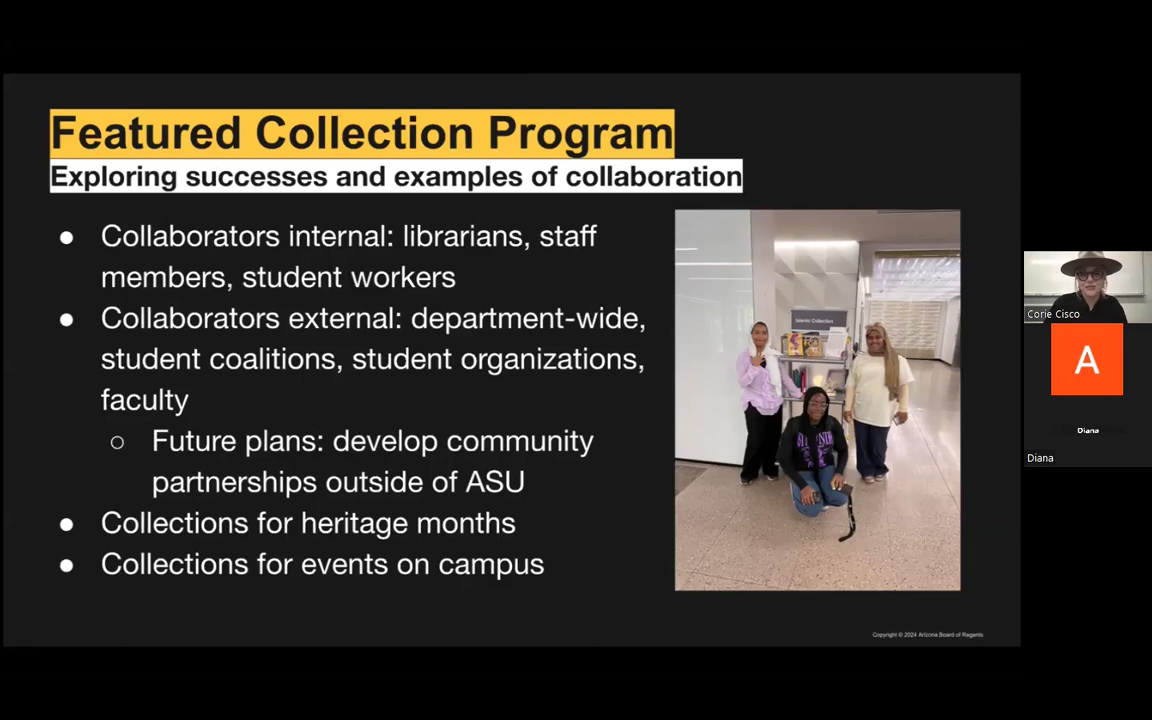 Featured Collection Program
Exploring successes and examples of collaboration
● Collaborators internal: librarians, staff
members, student workers
● Collaborators external: department-wide,
student coalitions, student organizations,
faculty
○ Future plans: develop community
partnerships outside of ASU
● Collections for heritage months
● Collections for events on campus
Islamic Collection
Copyright © 2024 Arizona Board of Regents
Corie Cisco
A
Diana
Diana